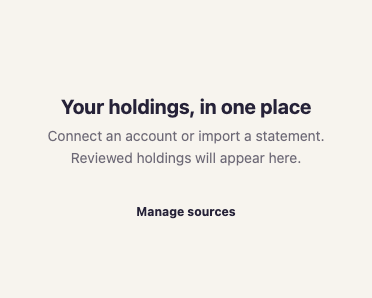 Your holdings, in one place
Connect an account or import a statement.
Reviewed holdings will appear here.
Manage sources